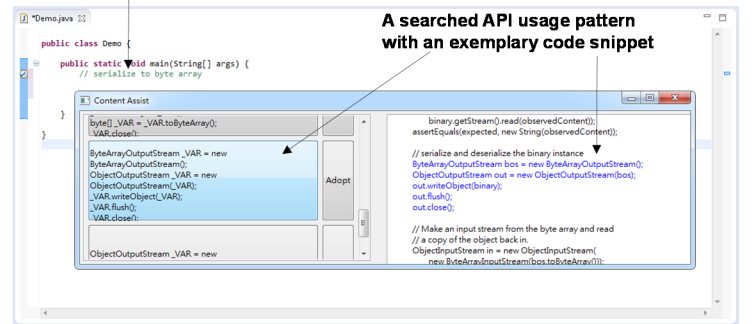 *Demo.java
A searched API usage pattern
with an exemplary code snippet
public class Demo {
public static void main(String[] args) {
// serialize to byte array
}
}
Content Assist
byte[] _VAR = _VAR.toByteArray();
_VAR.close();
ByteArrayOutputStream _VAR = new
ByteArrayOutputStream();
ObjectOutputStream _VAR = new
ObjectOutputStream(_VAR);
_VAR.writeObject(_VAR);
_VAR.flush();
_VAR.close();
Adopt
ObjectOutputStream _VAR = new
binary.getStream().read(observedContent));
assertEquals(expected, new String(observedContent));
// serialize and deserialize the binary instance
ByteArrayOutputStream bos = new ByteArrayOutputStream();
ObjectOutputStream out = new ObjectOutputStream(bos);
out.writeObject(binary);
out.flush();
out.close();
// Make an input stream from the byte array and read
// a copy of the object back in.
ObjectInputStream in = new ObjectInputStream(
new ByteArrayInputStream(bos.toByteArray()));